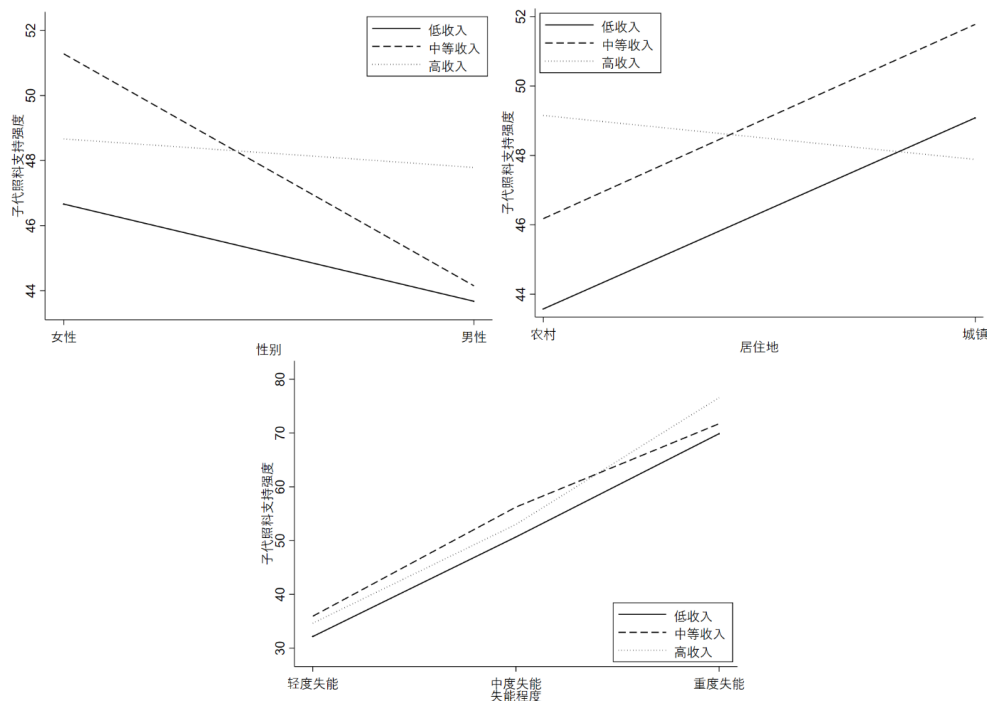 子代照料支持强度
52
50
48
46
44
低收入
中等收入
高收入
女性
男性
性别
子代照料支持强度
52
50
48
46
44
低收入
中等收入
高收入
农村
城镇
居住地
子代照料支持强度
80
70
60
50
40
30
低收入
中等收入
高收入
轻度失能
中度失能
重度失能
失能程度